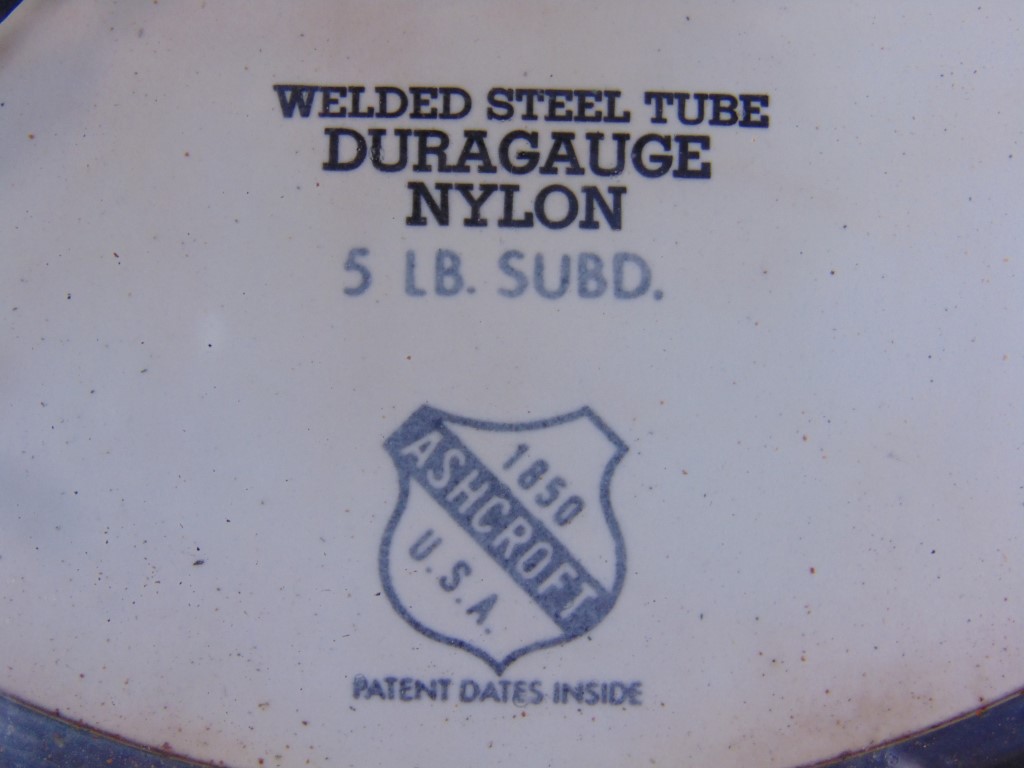 WELDED STEEL TUBE
DURAGAUGE
NYLON
5 LB. SUBD.
1850
ASHCROFT
U.S.A.
PATENT DATES INSIDE